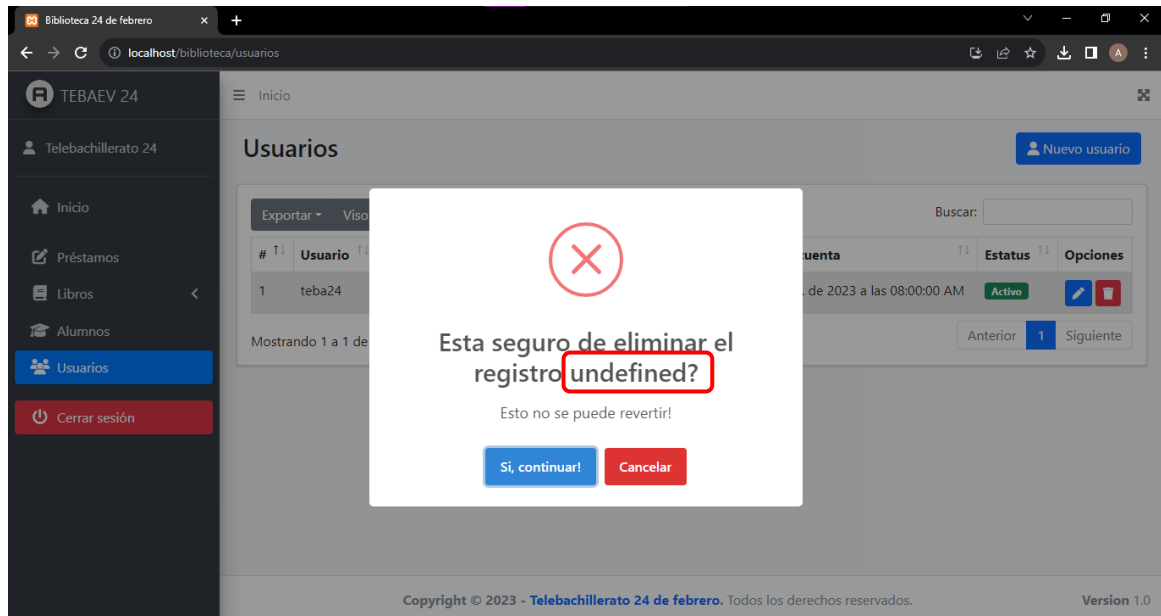 Biblioteca 24 de febrero
localhost/biblioteca/usuarios
A
TEBAEV 24
Inicio
Telebachillerato 24
Usuarios
Nuevo usuario
Inicio
Préstamos
Libros
Alumnos
Usuarios
Cerrar sesión
Exportar
Buscar:
# Usuario Estatus Opciones
1 teba24 de 2023 a las 08:00:00 AM Activo
Mostrando 1 a 1 de
Anterior 1 Siguiente
Esta seguro de eliminar el
registro undefined?
Esto no se puede revertir!
Si, continuar!
Cancelar
Copyright © 2023 - Telebachillerato 24 de febrero. Todos los derechos reservados.
Version 1.0